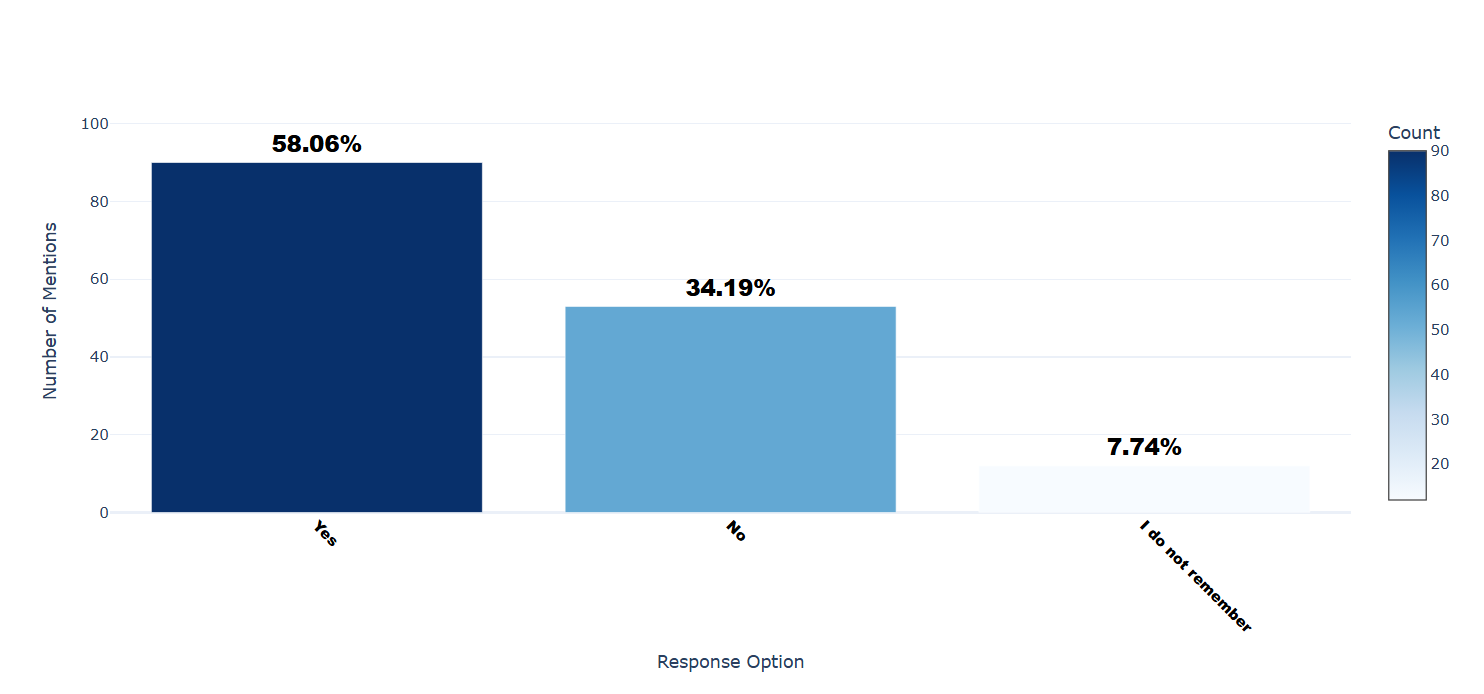 100
80
60
40
20
0
Number of Mentions
58.06%
34.19%
7.74%
Yes
No
I do not remember
Response Option
Count
90
80
70
60
50
40
30
20